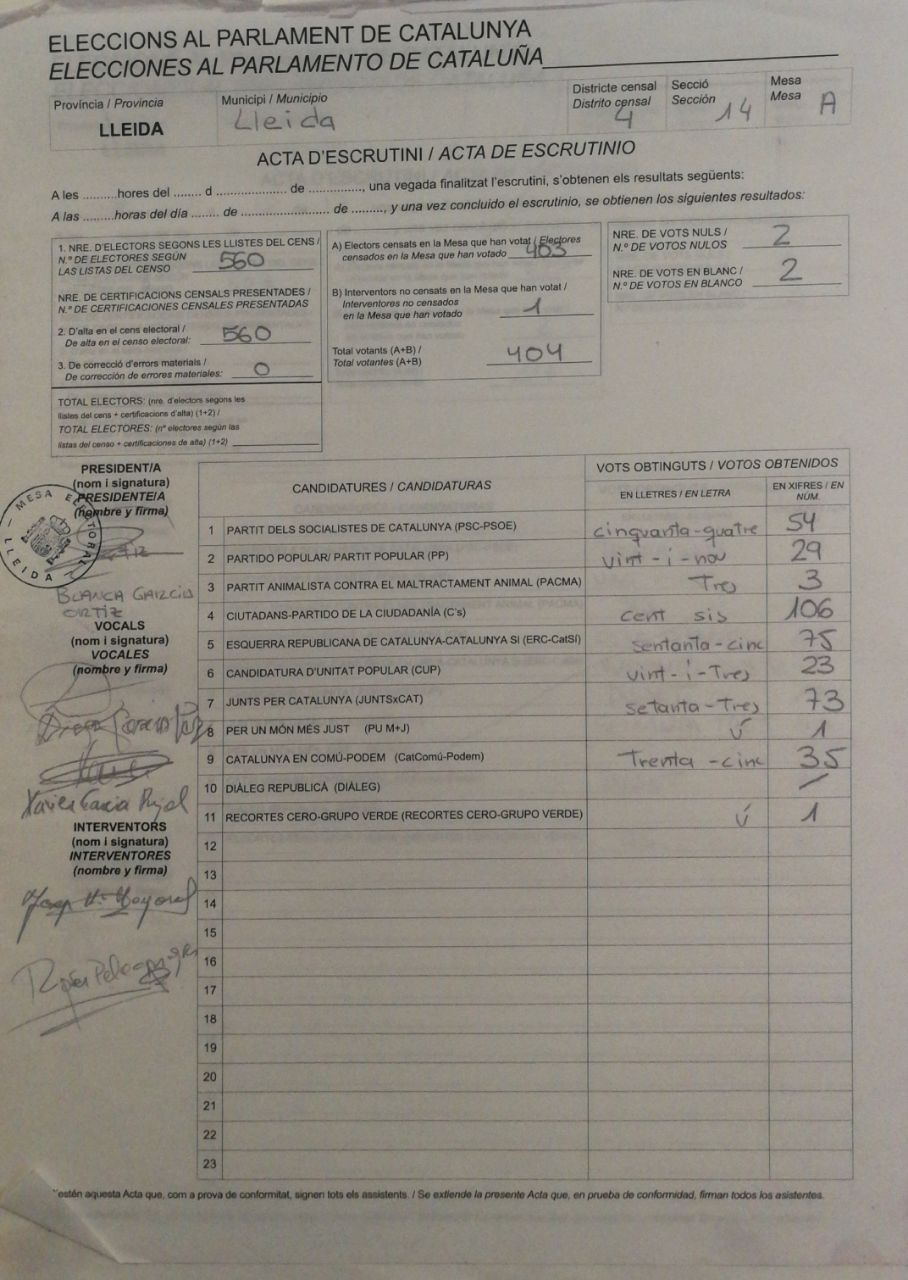 ELECCIONS AL PARLAMENT DE CATALUNYA
ELECCIONES AL PARLAMENTO DE CATALUÑA
Província / Provincia
LLEIDA
Municipi / Municipio
Lleida
Districte censal
Distrito censal
4
Secció
Sección
14
Mesa
Mesa
A
ACTA D'ESCRUTINI / ACTA DE ESCRUTINIO
A les ..........hores del ........ d .................... de ..............., una vegada finalitzat l'escrutini, s'obtenen els resultats següents:
A las ........horas del día ........ de ......................... de ........., y una vez concluido el escrutinio, se obtienen los siguientes resultados:
1. NRE. D'ELECTORS SEGONS LES LLISTES DEL CENS /
N.º DE ELECTORES SEGÚN
LAS LISTAS DEL CENSO 560
NRE. DE CERTIFICACIONS CENSALS PRESENTADES /
N.º DE CERTIFICACIONES CENSALES PRESENTADAS
2. D'alta en el cens electoral /
De alta en el censo electoral: 560
3. De correcció d'errors materials /
De corrección de errores materiales: 0
TOTAL ELECTORS: (nre. d'electors segons les
llistes del cens + certificacions d'alta) (1+2) /
TOTAL ELECTORES: (nº electores según las
listas del censo + certificaciones de alta) (1+2)
A) Electors censats en la Mesa que han votat / Electores
censados en la Mesa que han votado 403
B) Interventors no censats en la Mesa que han votat /
Interventores no censados
en la Mesa que han votado 1
Total votants (A+B) /
Total votantes (A+B) 404
NRE. DE VOTS NULS /
N.º DE VOTOS NULOS 2
NRE. DE VOTS EN BLANC /
N.º DE VOTOS EN BLANCO 2
PRESIDENT/A
(nom i signatura)
PRESIDENTE/A
(nombre y firma)
MESA ELECTORAL
LLEIDA
BLANCA GARCIA
ORTIZ
VOCALS
(nom i signatura)
VOCALES
(nombre y firma)
Xavier Garcia Pujol
INTERVENTORS
(nom i signatura)
INTERVENTORES
(nombre y firma)
CANDIDATURES / CANDIDATURAS
VOTS OBTINGUTS / VOTOS OBTENIDOS
EN LLETRES / EN LETRA
EN XIFRES / EN
NÚM.
1 PARTIT DELS SOCIALISTES DE CATALUNYA (PSC-PSOE) cinquanta-quatre 54
2 PARTIDO POPULAR/ PARTIT POPULAR (PP) vint-i-nou 29
3 PARTIT ANIMALISTA CONTRA EL MALTRACTAMENT ANIMAL (PACMA) Tres 3
4 CIUTADANS-PARTIDO DE LA CIUDADANÍA (C's) cent sis 106
5 ESQUERRA REPUBLICANA DE CATALUNYA-CATALUNYA SI (ERC-CatSí) sentanta-cinc 75
6 CANDIDATURA D'UNITAT POPULAR (CUP) vint-i-Tres 23
7 JUNTS PER CATALUNYA (JUNTSxCAT) setanta-Tres 73
8 PER UN MÓN MÉS JUST (PU M+J) ú 1
9 CATALUNYA EN COMÚ-PODEM (CatComú-Podem) Trenta-cinc 35
10 DIÀLEG REPUBLICÀ (DIÀLEG) /
11 RECORTES CERO-GRUPO VERDE (RECORTES CERO-GRUPO VERDE) ú 1
12
13
14
15
16
17
18
19
20
21
22
23
estén aquesta Acta que, com a prova de conformitat, signen tots els assistents. / Se extiende la presente Acta que, en prueba de conformidad, firman todos los asistentes.